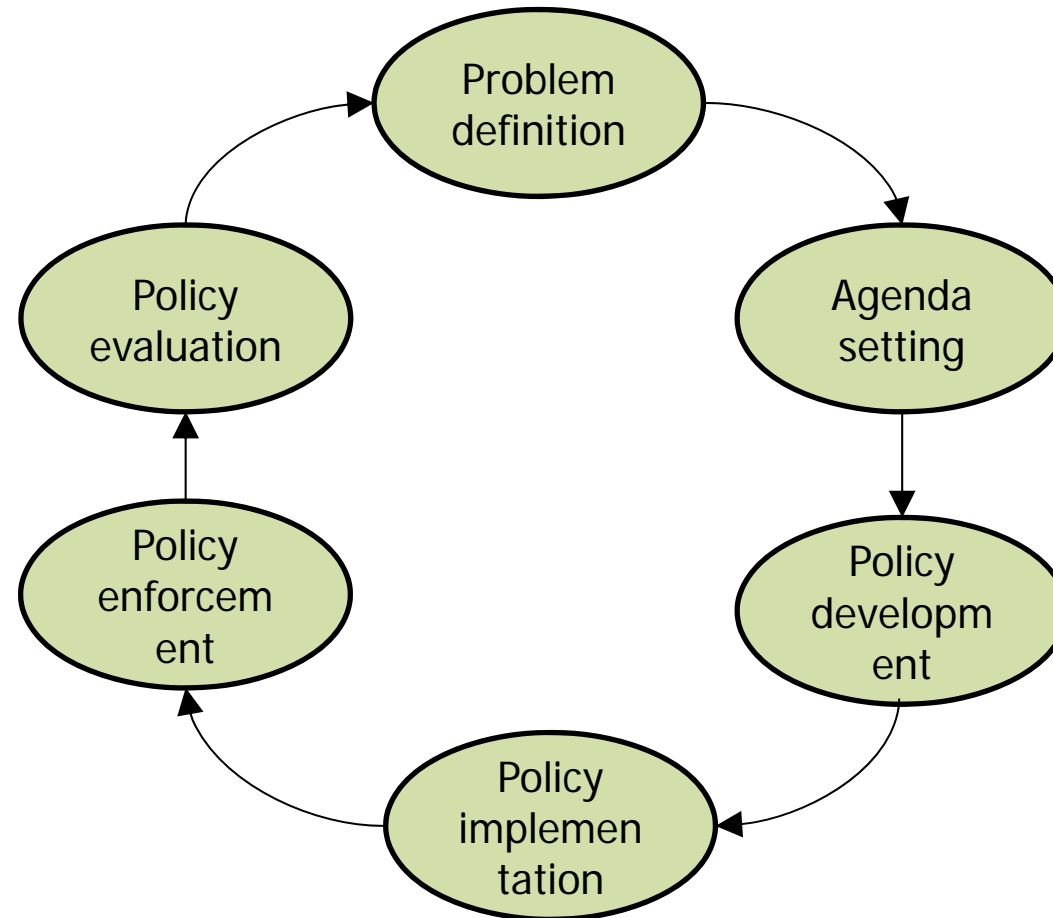 Problem
definition
Agenda
setting
Policy
developm
ent
Policy
implemen
tation
Policy
enforcem
ent
Policy
evaluation